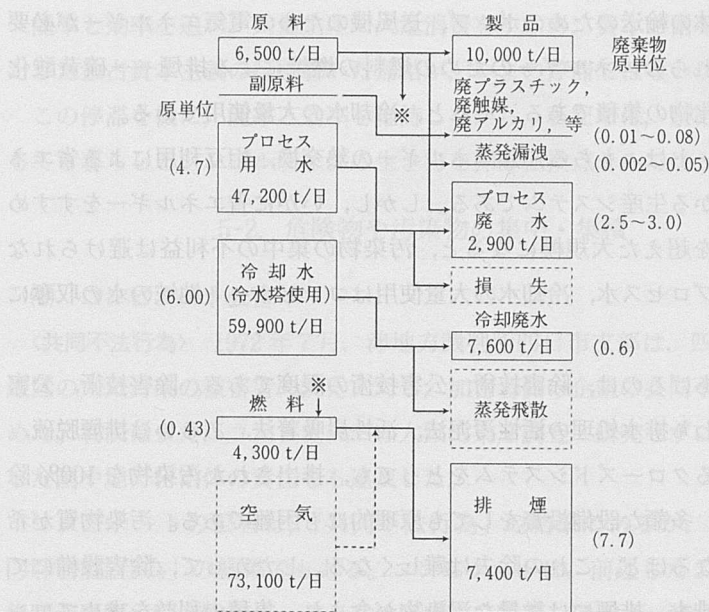 原料
6,500 t/日
副原料
原単位
プロセス
用水
(4.7)
47,200 t/日
冷却水
(6.00)
(冷水塔使用)
59,900 t/日
※
燃料
(0.43)
4,300 t/日
空気
73,100 t/日
※
製品
10,000 t/日
廃棄物
原単位
廃プラスチック,
廃触媒,
廃アルカリ, 等
(0.01~0.08)
蒸発漏洩
(0.002~0.05)
プロセス
廃水
(2.5~3.0)
2,900 t/日
損失
冷却廃水
7,600 t/日
(0.6)
蒸発飛散
排煙
(7.7)
7,400 t/日